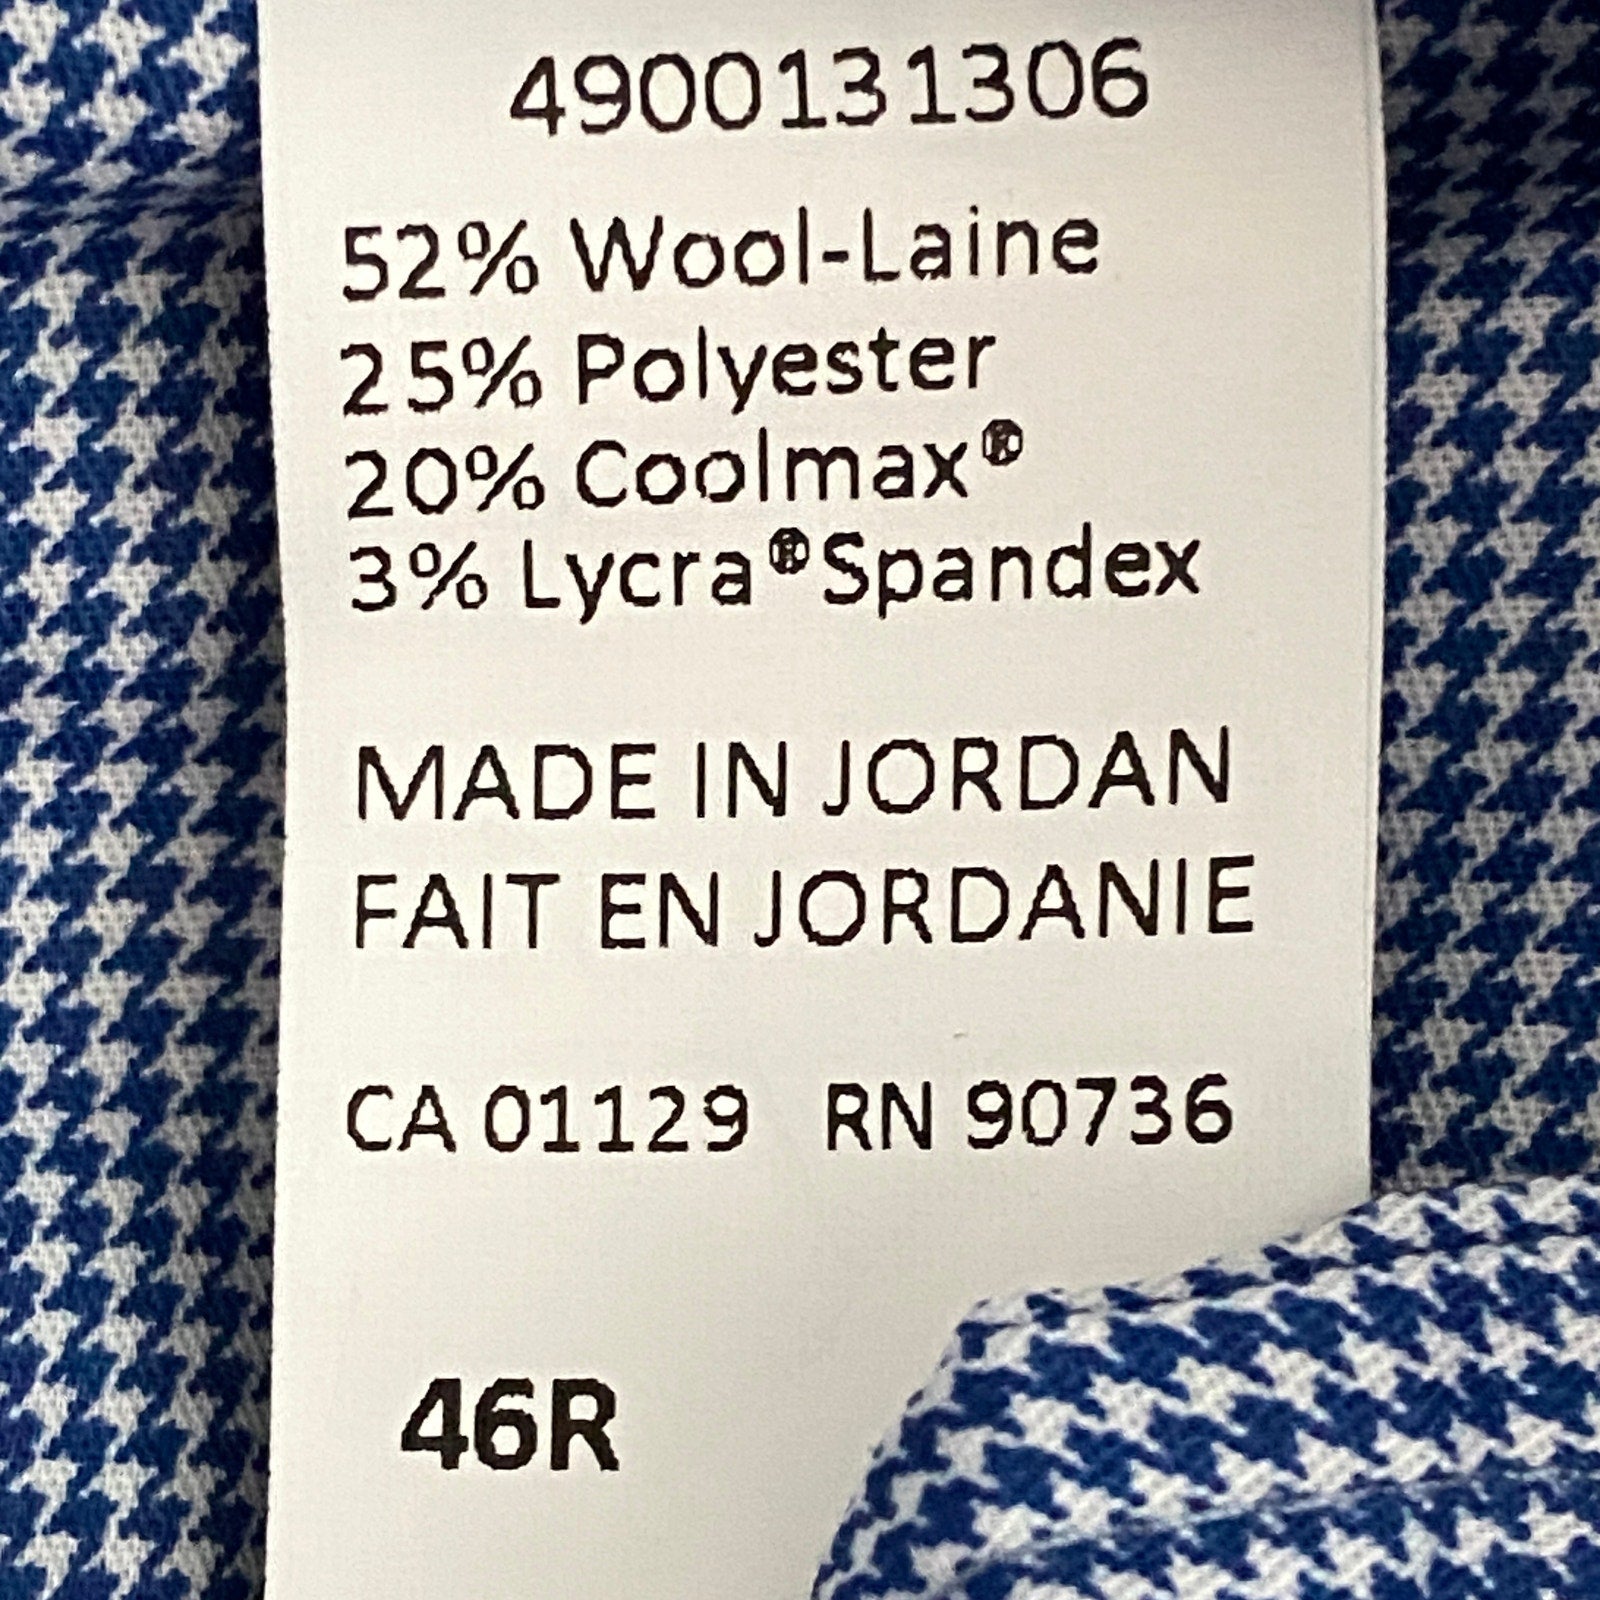 4900131306
52% Wool-Laine
25% Polyester
20% Coolmax®
3% Lycra® Spandex
MADE IN JORDAN
FAIT EN JORDANIE
CA 01129 RN 90736
46R